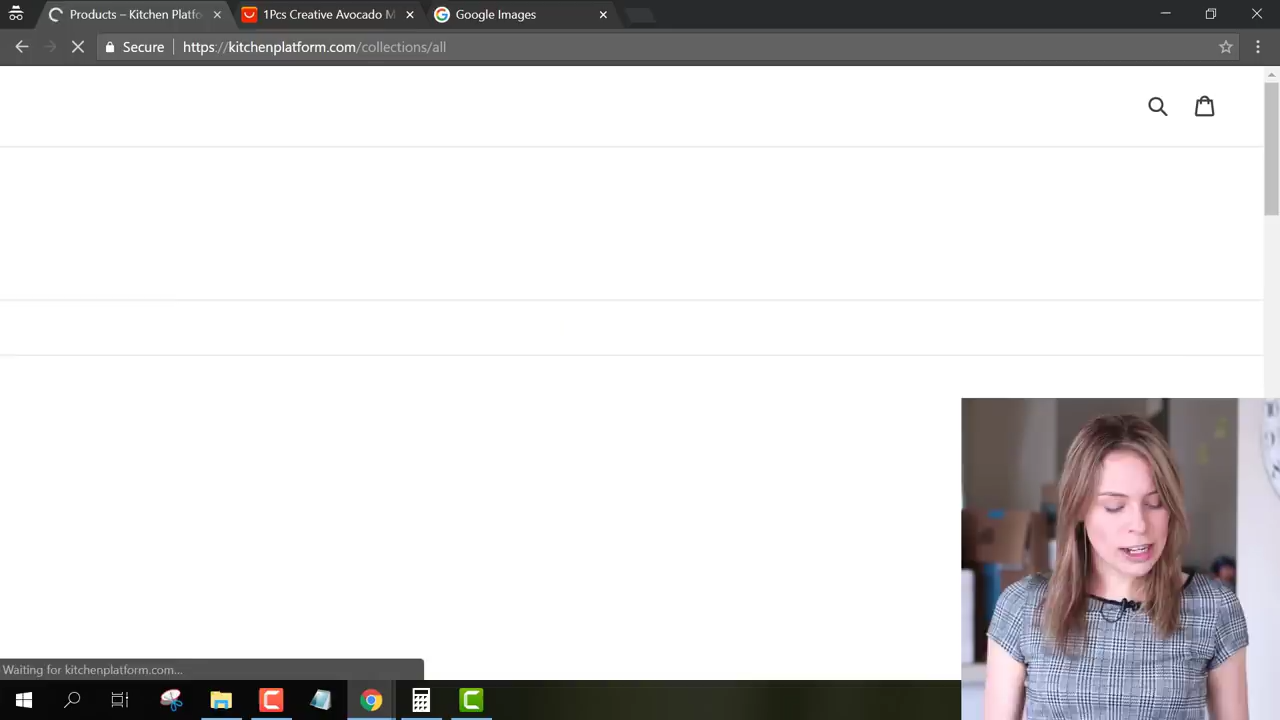 Products – Kitchen Platfo
1Pcs Creative Avocado M
Google Images
Secure
https://kitchenplatform.com/collections/all
Waiting for kitchenplatform.com...